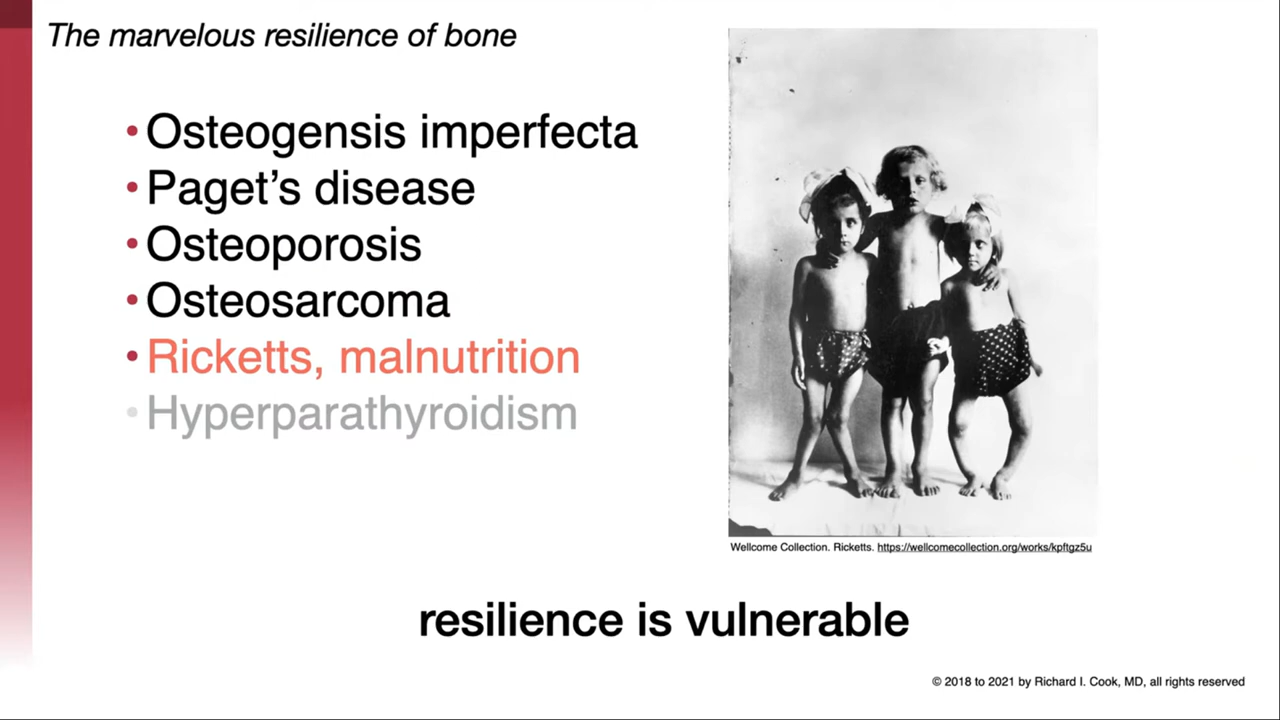 The marvelous resilience of bone
•Osteogensis imperfecta
•Paget’s disease
•Osteoporosis
•Osteosarcoma
•Ricketts, malnutrition
•Hyperparathyroidism
Wellcome Collection. Ricketts. https://wellcomecollection.org/works/kpftgz5u
resilience is vulnerable
© 2018 to 2021 by Richard I. Cook, MD, all rights reserved